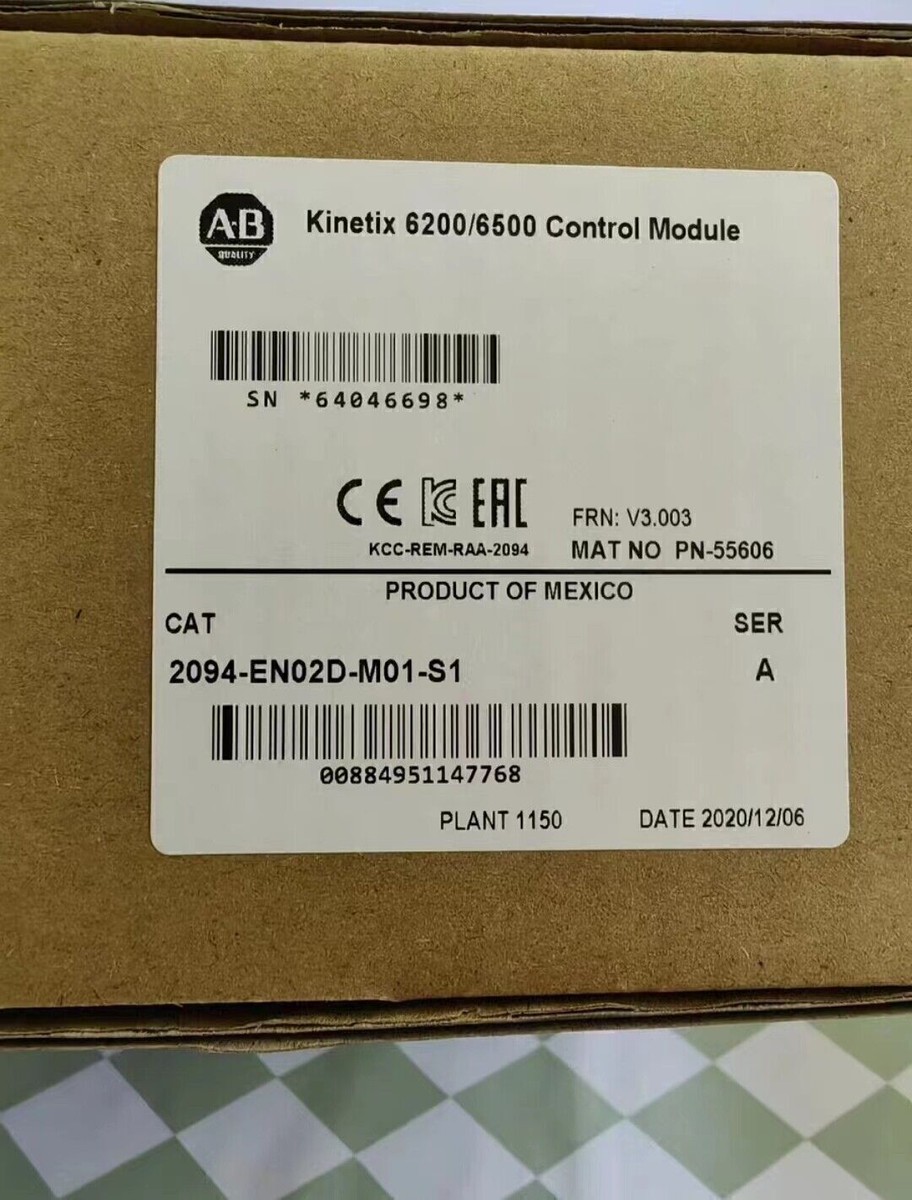 A·B
QUALITY
Kinetix 6200/6500 Control Module
SN *64046698*
CE KC EAC
KCC-REM-RAA-2094
FRN: V3.003
MAT NO PN-55606
PRODUCT OF MEXICO
CAT SER
2094-EN02D-M01-S1 A
00884951147768
PLANT 1150 DATE 2020/12/06